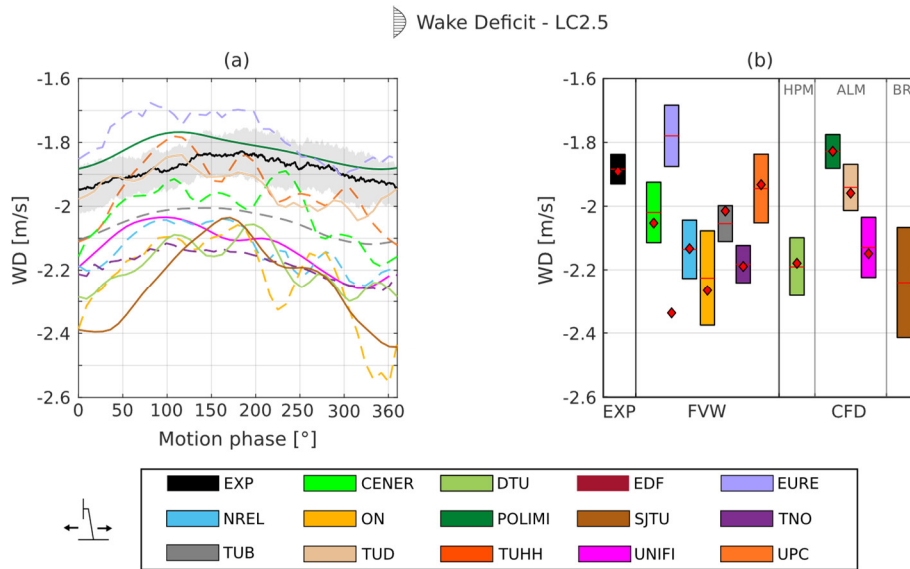 Wake Deficit - LC2.5
(a)
(b)
-1.6
-1.8
-2
-2.2
-2.4
-2.6
WD [m/s]
0 50 100 150 200 250 300 360
Motion phase [°]
-1.6
-1.8
-2
-2.2
-2.4
-2.6
WD [m/s]
HPM ALM BR
EXP FVW CFD
EXP CENER DTU EDF EURE
NREL ON POLIMI SJTU TNO
TUB TUD TUHH UNIFI UPC